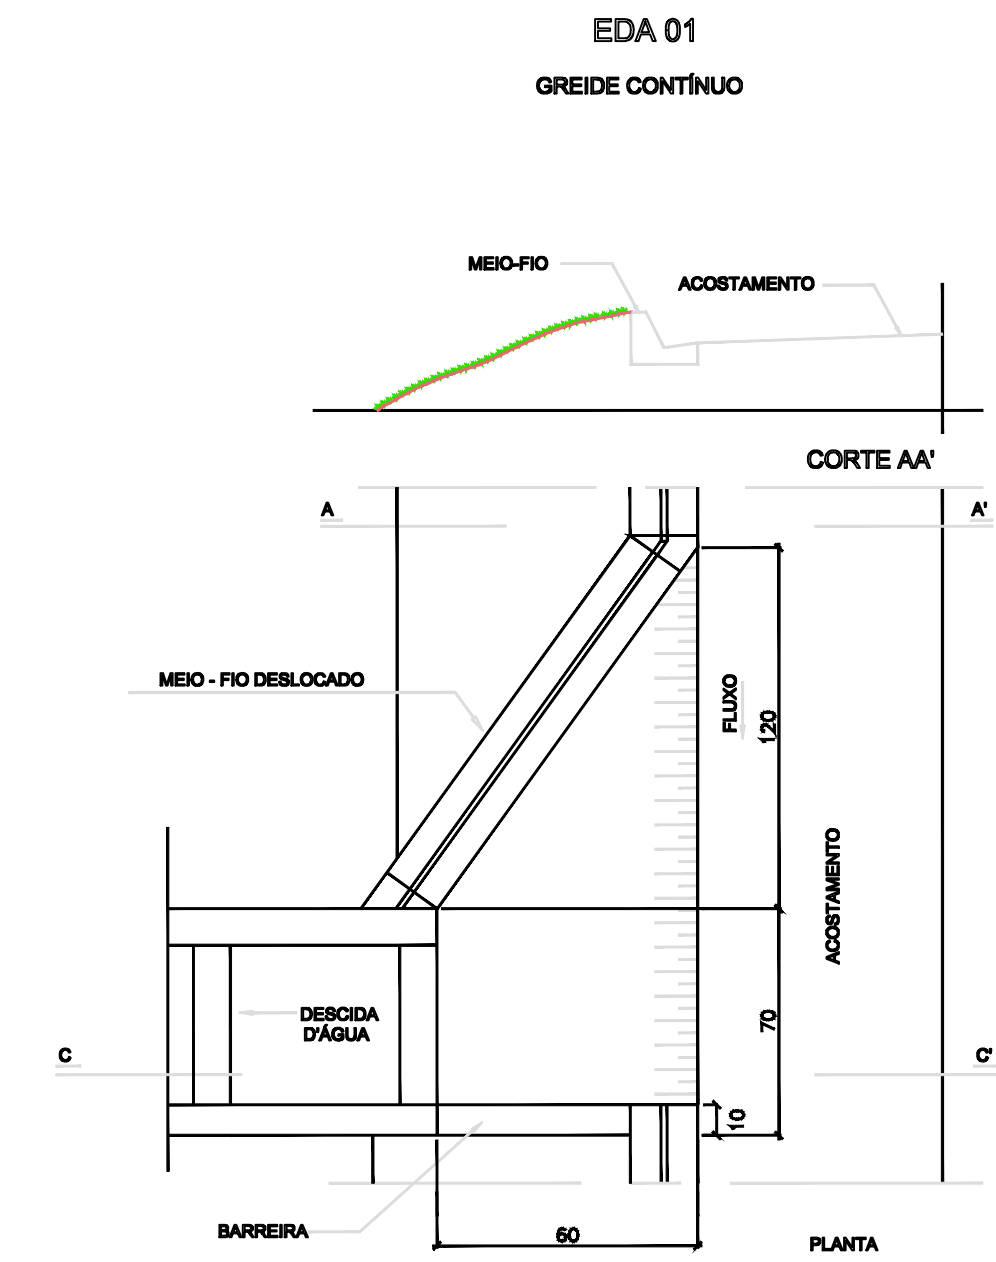 EDA 01
GREIDE CONTÍNUO
MEIO-FIO
ACOSTAMENTO
CORTE AA'
A
A'
MEIO - FIO DESLOCADO
FLUXO
120
ACOSTAMENTO
DESCIDA
D'ÁGUA
70
C
C'
10
BARREIRA
60
PLANTA